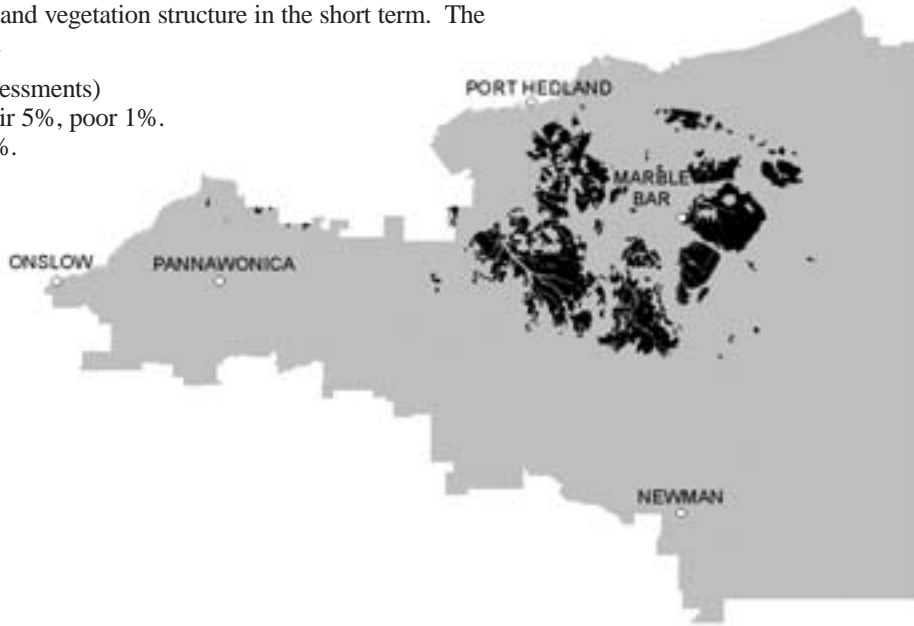 and vegetation structure in the short term. The
essments)
ir 5%, poor 1%.
%.
PORT HEDLAND
MARBLE
BAR
ONSLOW
PANNAWONICA
NEWMAN